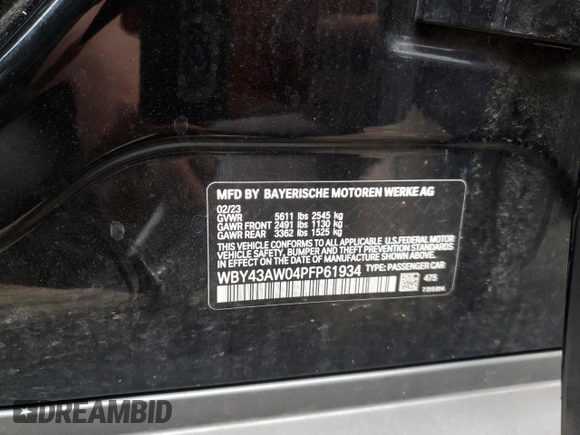 MFD BY BAYERISCHE MOTOREN WERKE AG
02/23
GVWR 5611 lbs 2545 kg
GAWR FRONT 2491 lbs 1130 kg
GAWR REAR 3362 lbs 1525 kg
THIS VEHICLE CONFORMS TO ALL APPLICABLE U.S.FEDERAL MOTOR
VEHICLE SAFETY, BUMPER AND THEFT PREVENTION STANDARDS
IN EFFECT ON THE DATE OF MANUFACTURE SHOWN ABOVE.
WBY43AW04PFP61934 TYPE: PASSENGER CAR
475
DREAMBID